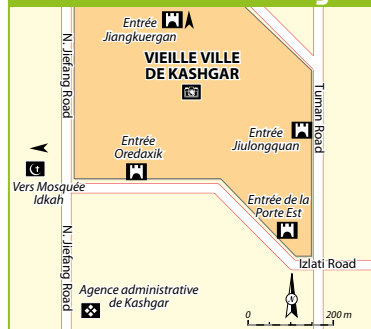 Entrée
Jiangkuergan
N. Jiefang Road
VIEILLE VILLE
DE KASHGAR
Tuman Road
Entrée
Oredaxik
Entrée
Jiulongquan
Vers Mosquée
Idkah
Entrée de la
Porte Est
N. Jiefang Road
Izlati Road
Agence administrative
de Kashgar
N
0 200 m